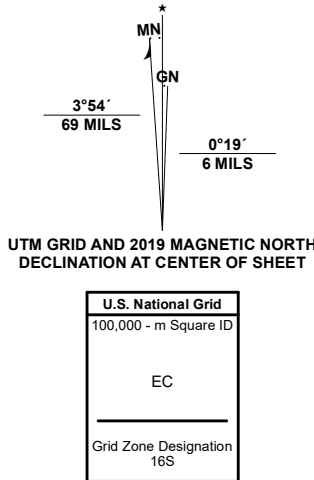 ★
MN
GN
3°54´
69 MILS
0°19´
6 MILS
UTM GRID AND 2019 MAGNETIC NORTH
DECLINATION AT CENTER OF SHEET
U.S. National Grid
100,000 - m Square ID
EC
Grid Zone Designation
16S